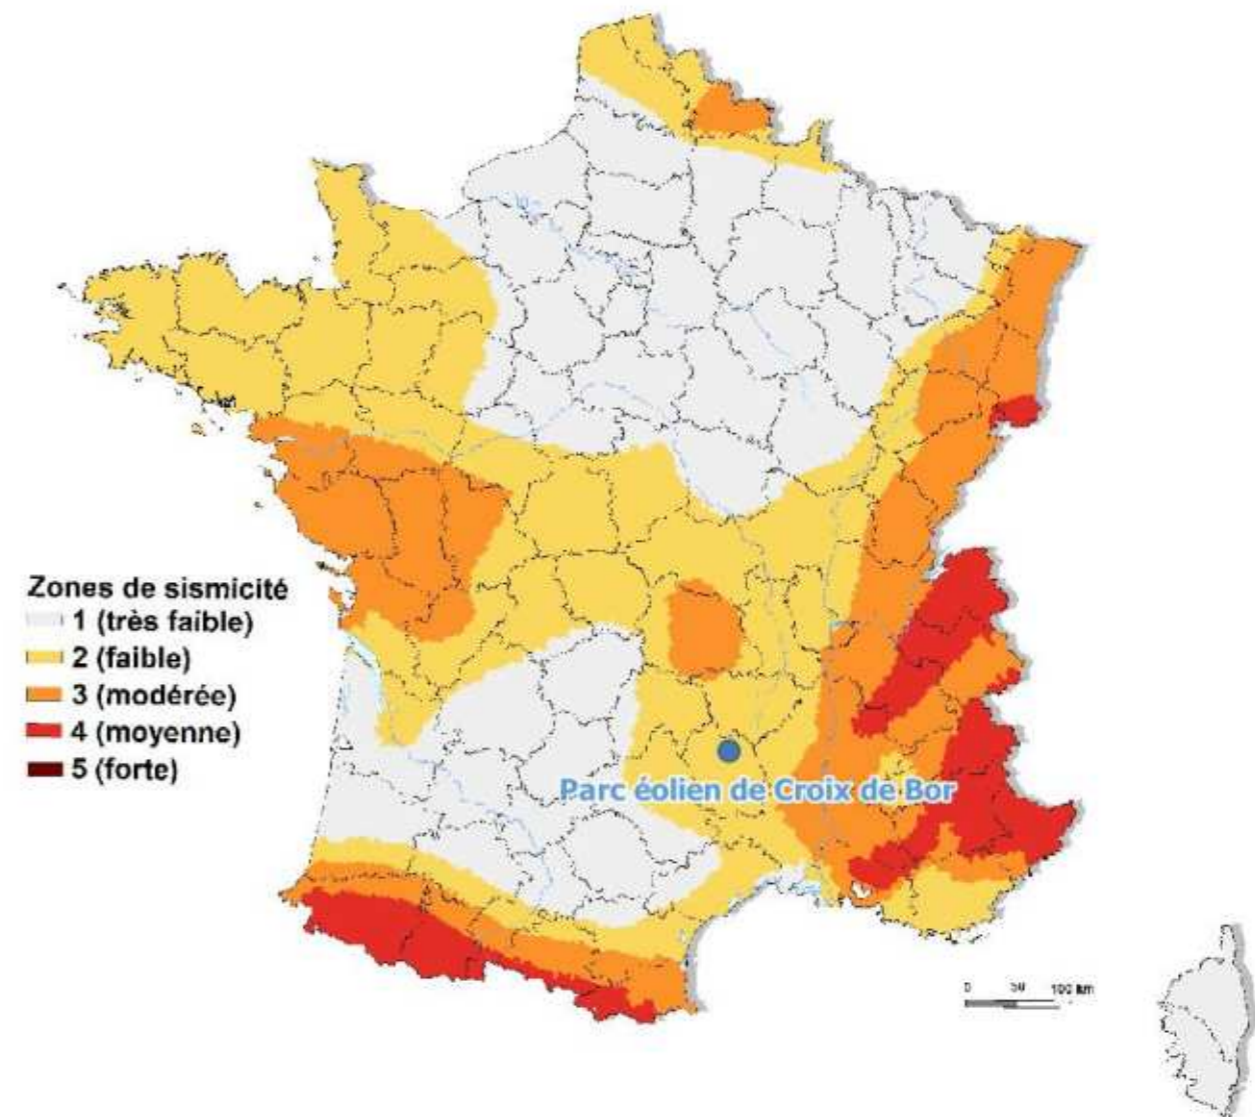 Zones de sismicité
1 (très faible)
2 (faible)
3 (modérée)
4 (moyenne)
5 (forte)
Parc éolien de Croix de Bor
0 50 100 km